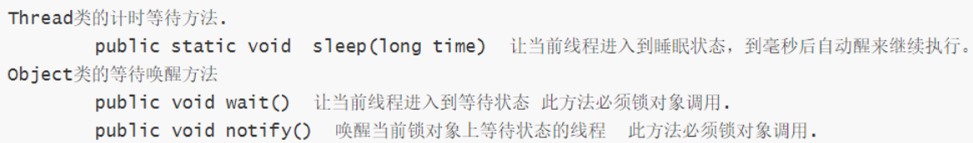 Thread类的计时等待方法.
public static void  sleep(long time)  让当前线程进入到睡眠状态，到毫秒后自动醒来继续执行。
Object类的等待唤醒方法
public void wait()  让当前线程进入到等待状态 此方法必须锁对象调用.
public void notify()  唤醒当前锁对象上等待状态的线程  此方法必须锁对象调用.